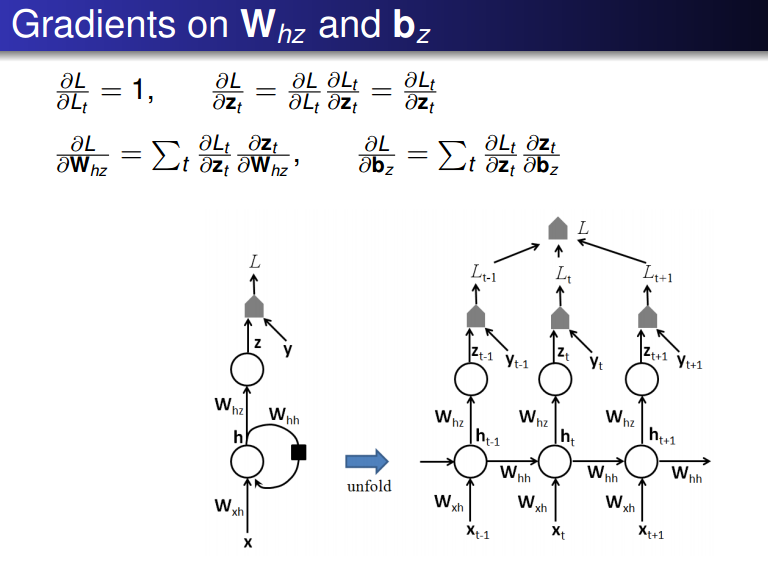 Gradients on W_hz and b_z
∂L/∂L_t = 1, ∂L/∂z_t = ∂L/∂L_t ∂L_t/∂z_t = ∂L_t/∂z_t
∂L/∂W_hz = ∑_t ∂L_t/∂z_t ∂z_t/∂W_hz, ∂L/∂b_z = ∑_t ∂L_t/∂z_t ∂z_t/∂b_z
L
L
L_t-1 L_t L_t+1
z y
z_t-1 y_t-1 z_t y_t z_t+1 y_t+1
W_hz W_hh
h
W_hz W_hz W_hz
h_t-1 h_t h_t+1
unfold
W_hh W_hh W_hh
W_xh
W_xh W_xh W_xh
x
x_t-1 x_t x_t+1